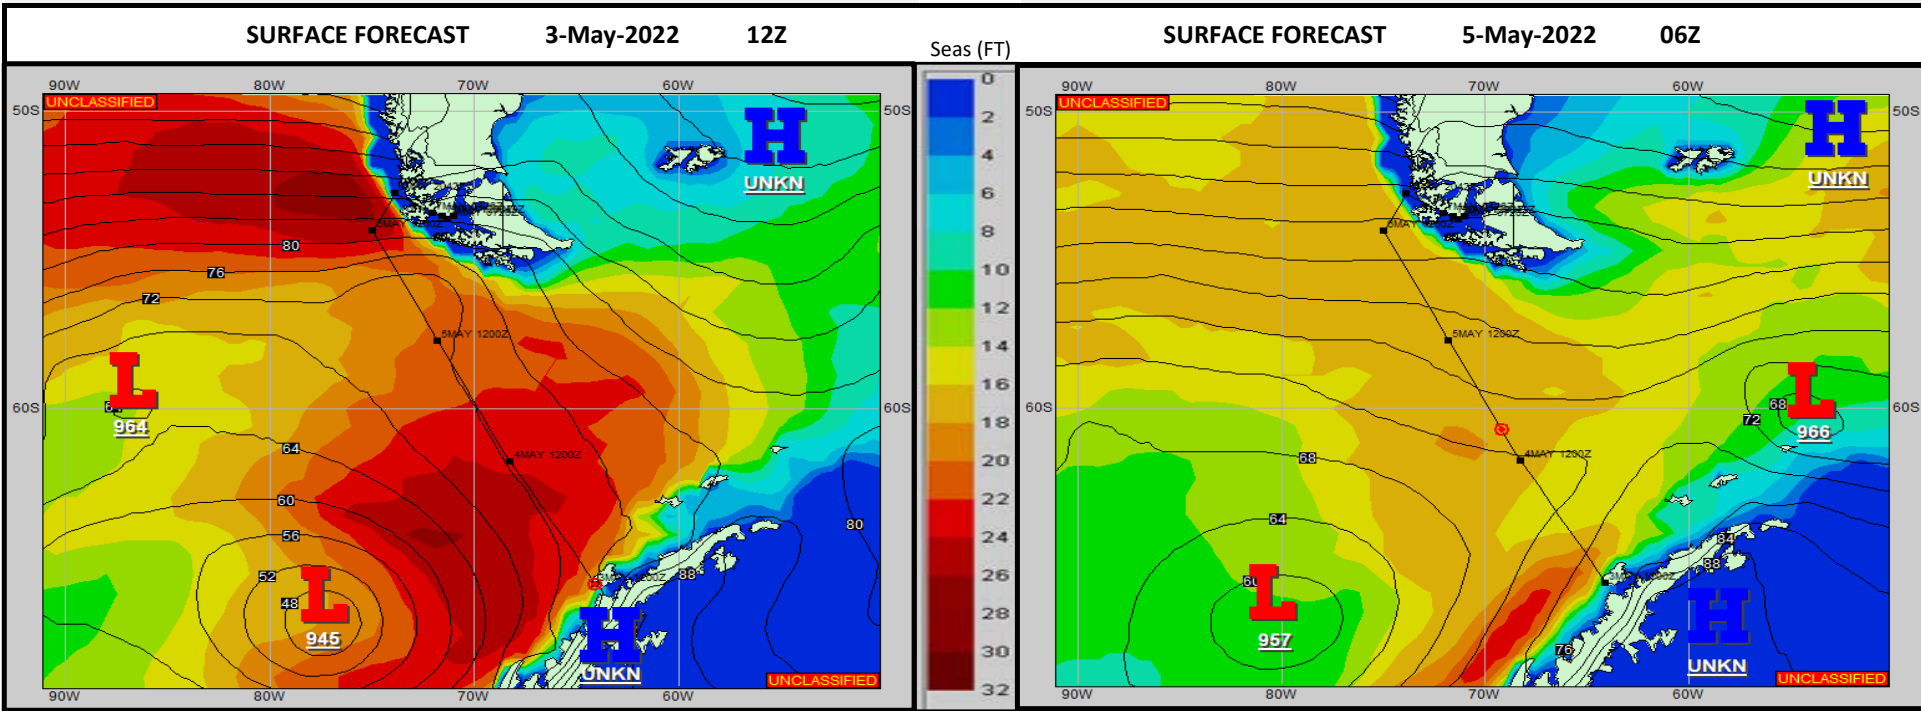 SURFACE FORECAST 3-May-2022 12Z
Seas (FT)
SURFACE FORECAST 5-May-2022 06Z
90W 80W 70W 60W
UNCLASSIFIED
50S
H
UNKN
80
76
72
5MAY 1200Z
L
964
60S
60S
64
4MAY 1200Z
60
56
52
48
L
945
80
88
H
UNKN
UNCLASSIFIED
90W 80W 70W 60W
0
2
4
6
8
10
12
14
16
18
20
22
24
26
28
30
32
90W 80W 70W 60W
UNCLASSIFIED
50S
50S
H
UNKN
5MAY 1200Z
L
966
68
72
60S
60S
68
4MAY 1200Z
64
L
957
84
88
H
UNKN
76
UNCLASSIFIED
90W 80W 70W 60W